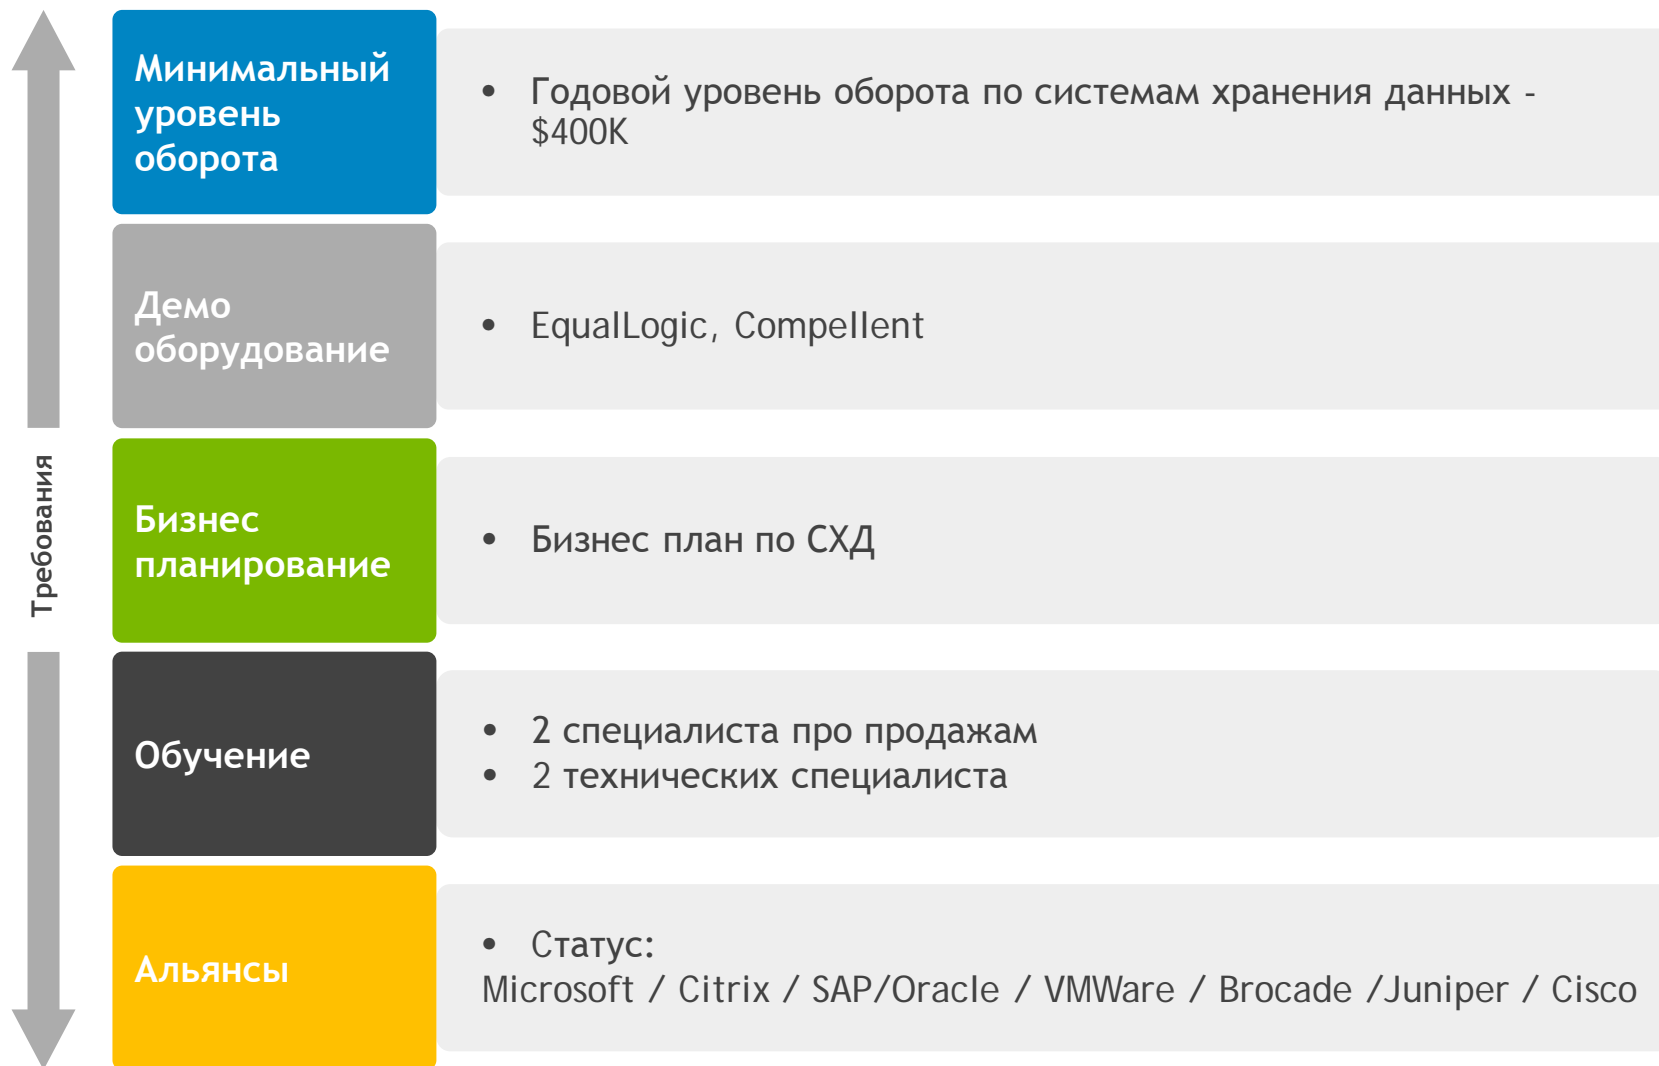 Требования
Минимальный
уровень
оборота
• Годовой уровень оборота по системам хранения данных -
$400K
Демо
оборудование
• EqualLogic, Compellent
Бизнес
планирование
• Бизнес план по СХД
Обучение
• 2 специалиста про продажам
• 2 технических специалиста
Альянсы
• Статус:
Microsoft / Citrix / SAP/Oracle / VMWare / Brocade /Juniper / Cisco